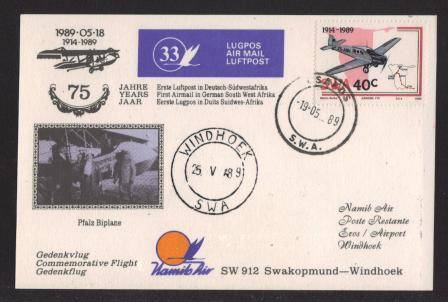 1989·05·18
1914-1989
33
LUGPOS
AIR MAIL
LUFTPOST
1914-1989
40c
S.W.A.
-19-05. 89
75
JAHRE
YEARS
JAAR
Erste Luftpost in Deutsch-Südwestafrika
First Airmail in German South West Afrika
Eerste Lugpos in Duits Suidwes-Afrika
WINDHOEK
25 V 89
SWA
Pfalz Biplane
Namib Air
Poste Restante
Eros / Airport
Windhoek
Gedenkvlug
Commemorative Flight
Gedenkflug
Namib Air
SW 912 Swakopmund—Windhoek